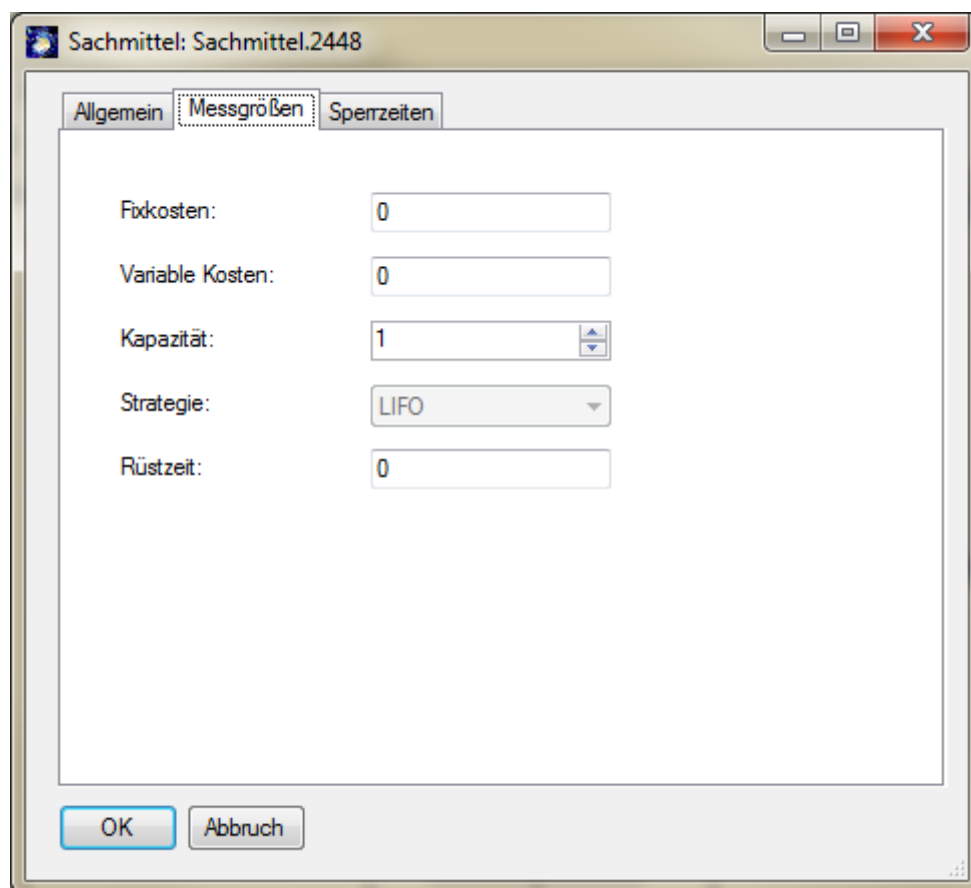 Sachmittel: Sachmittel.2448
Allgemein Messgrößen Sperrzeiten
Fixkosten: 0
Variable Kosten: 0
Kapazität: 1
Strategie: LIFO
Rüstzeit: 0
OK Abbruch